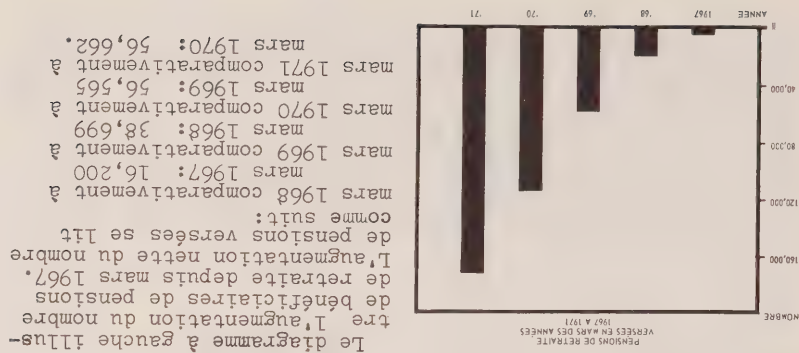 PENSIONS DE RETRAITE
VERSÉES EN MARS DES ANNÉES
1967 À 1971
NOMBRE
160,000
120,000
80,000
40,000
0
ANNÉE
1967
'68
'69
'70
'71
Le diagramme à gauche illus-
tre l'augmentation du nombre
de bénéficiaires de pensions
de retraite depuis mars 1967.
L'augmentation nette du nombre
de pensions versées se lit
comme suit:
mars 1968 comparativement à
mars 1967: 16,200
mars 1969 comparativement à
mars 1968: 38,699
mars 1970 comparativement à
mars 1969: 56,565
mars 1971 comparativement à
mars 1970: 56,662.